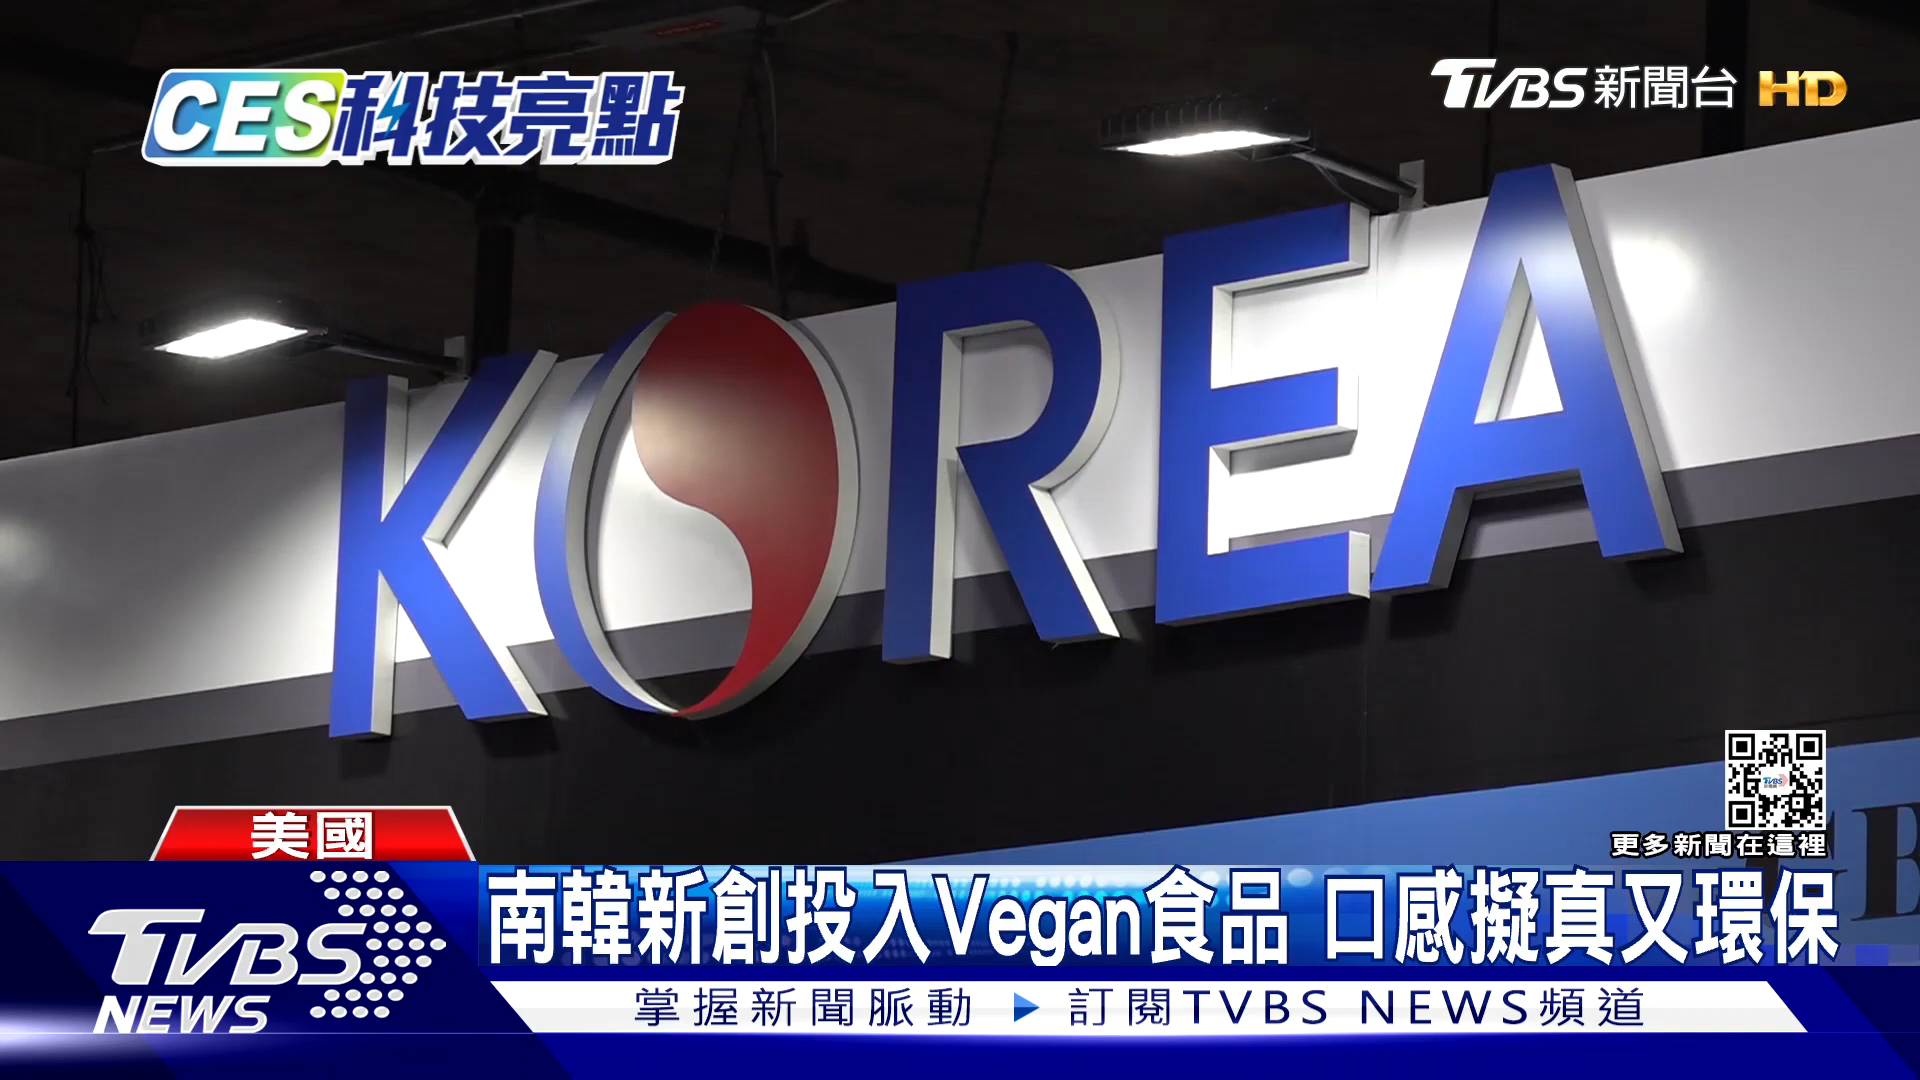 CES科技亮點
TVBS新聞台 HD
KOREA
TVBS
更多新聞在這裡
美國
南韓新創投入Vegan食品 口感擬真又環保
TVBS
NEWS
掌握新聞脈動 ▶ 訂閱TVBS NEWS頻道